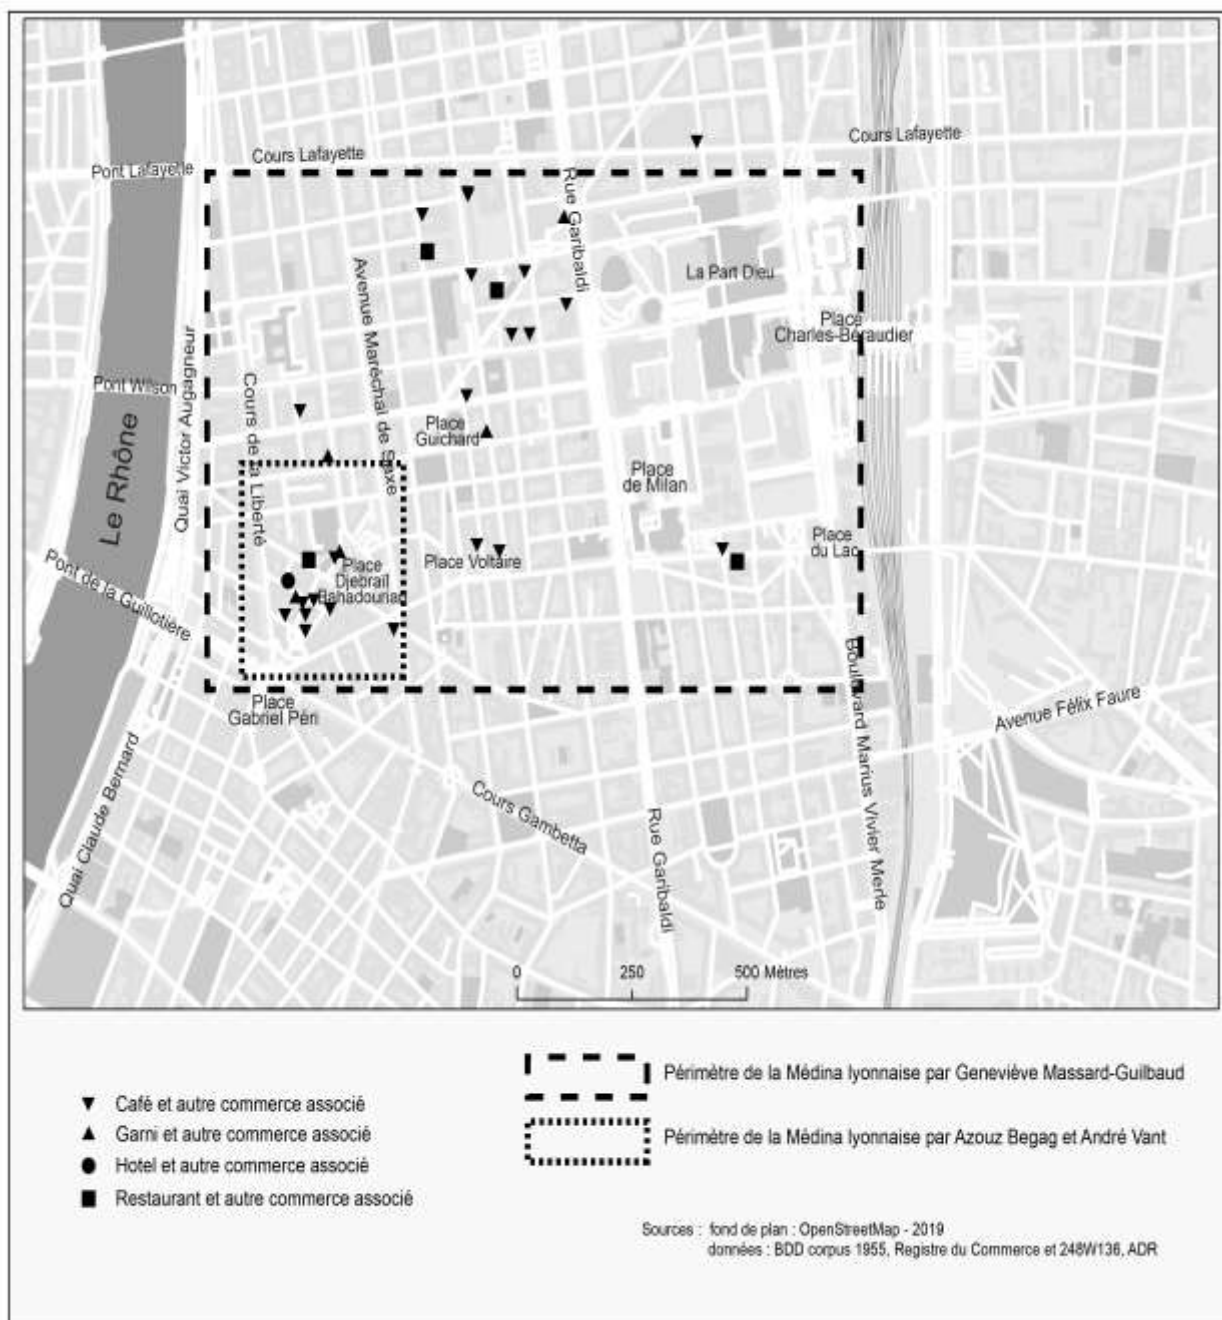 Cours Lafayette
Cours Lafayette
Pont Lafayette
Rue Garibaldi
La Part Dieu
Avenue Maréchal de Saxe
Place
Charles-Béraudier
Quai Victor Augagneur
Pont Wilson
Cours de la Liberté
Place
Guichard
Le Rhône
Place
de Milan
Place
du Lac
Pont de la Guillotière
Place Voltaire
Place
Djebrail
Bahadourian
Place
Gabriel Péri
Boulevard Marius Vivier Merle
Avenue Félix Faure
Quai Claude Bernard
Cours Gambetta
Rue Garibaldi
0 250 500 Mètres
Café et autre commerce associé
Garni et autre commerce associé
Hotel et autre commerce associé
Restaurant et autre commerce associé
Périmètre de la Médina lyonnaise par Geneviève Massard-Guilbaud
Périmètre de la Médina lyonnaise par Azouz Begag et André Vant
Sources : fond de plan : OpenStreetMap - 2019
données : BDD corpus 1955, Registre du Commerce et 248W136, ADR